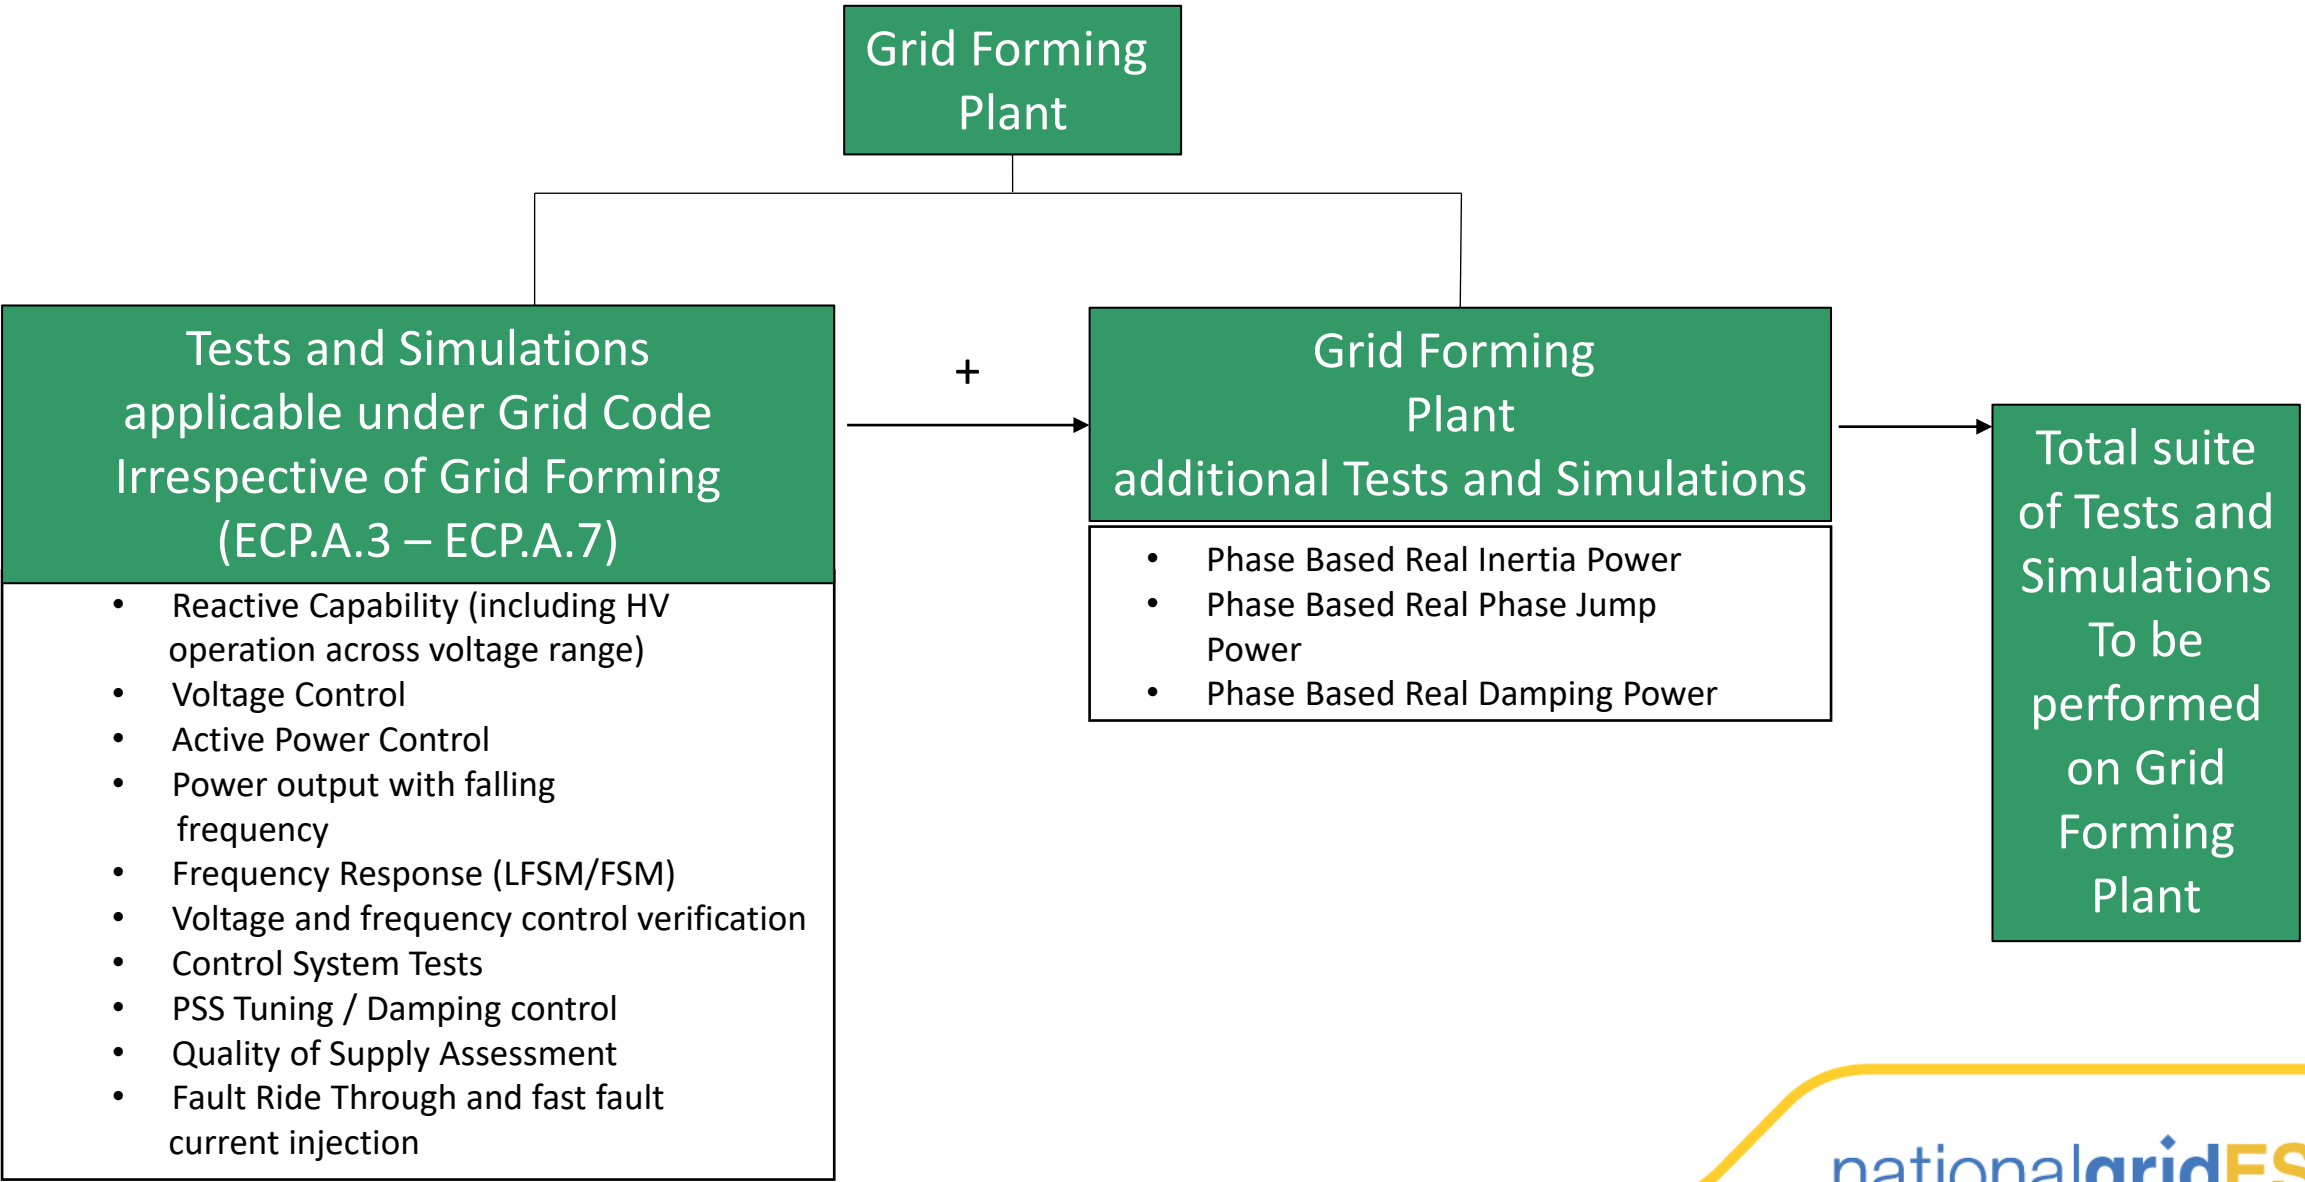 Grid Forming
Plant
Tests and Simulations
applicable under Grid Code
Irrespective of Grid Forming
(ECP.A.3 – ECP.A.7)
• Reactive Capability (including HV
operation across voltage range)
• Voltage Control
• Active Power Control
• Power output with falling
frequency
• Frequency Response (LFSM/FSM)
• Voltage and frequency control verification
• Control System Tests
• PSS Tuning / Damping control
• Quality of Supply Assessment
• Fault Ride Through and fast fault
current injection
+
Grid Forming
Plant
additional Tests and Simulations
• Phase Based Real Inertia Power
• Phase Based Real Phase Jump
Power
• Phase Based Real Damping Power
Total suite
of Tests and
Simulations
To be
performed
on Grid
Forming
Plant
nationalgridES